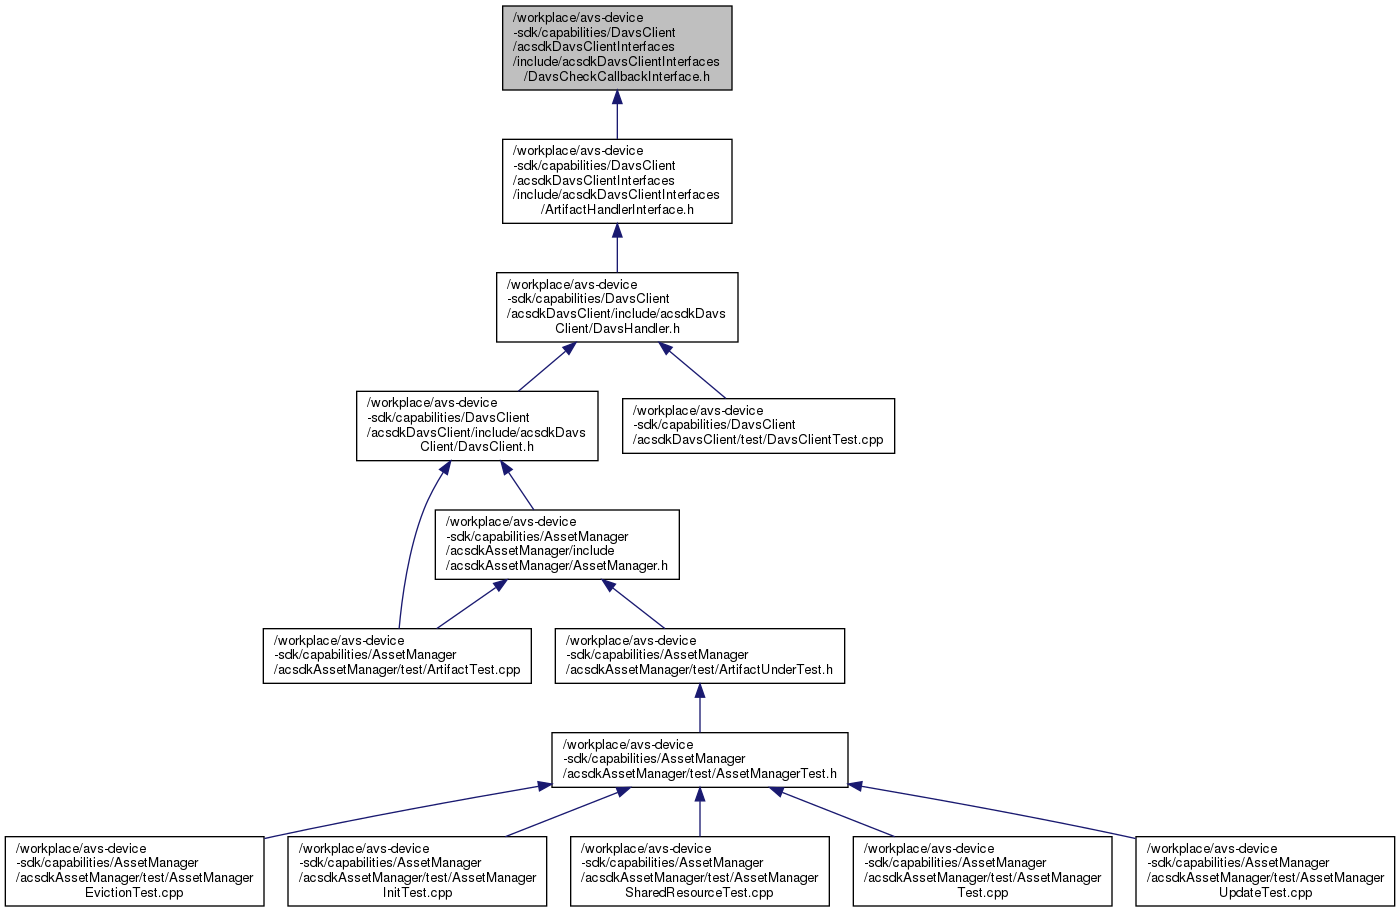 /workplace/avs-device
-sdk/capabilities/DavsClient
/acsdkDavsClientInterfaces
/include/acsdkDavsClientInterfaces
/DavsCheckCallbackInterface.h
/workplace/avs-device
-sdk/capabilities/DavsClient
/acsdkDavsClientInterfaces
/include/acsdkDavsClientInterfaces
/ArtifactHandlerInterface.h
/workplace/avs-device
-sdk/capabilities/DavsClient
/acsdkDavsClient/include/acsdkDavs
Client/DavsHandler.h
/workplace/avs-device
-sdk/capabilities/DavsClient
/acsdkDavsClient/include/acsdkDavs
Client/DavsClient.h
/workplace/avs-device
-sdk/capabilities/DavsClient
/acsdkDavsClient/test/DavsClientTest.cpp
/workplace/avs-device
-sdk/capabilities/AssetManager
/acsdkAssetManager/include
/acsdkAssetManager/AssetManager.h
/workplace/avs-device
-sdk/capabilities/AssetManager
/acsdkAssetManager/test/ArtifactTest.cpp
/workplace/avs-device
-sdk/capabilities/AssetManager
/acsdkAssetManager/test/ArtifactUnderTest.h
/workplace/avs-device
-sdk/capabilities/AssetManager
/acsdkAssetManager/test/AssetManagerTest.h
/workplace/avs-device
-sdk/capabilities/AssetManager
/acsdkAssetManager/test/AssetManager
EvictionTest.cpp
/workplace/avs-device
-sdk/capabilities/AssetManager
/acsdkAssetManager/test/AssetManager
InitTest.cpp
/workplace/avs-device
-sdk/capabilities/AssetManager
/acsdkAssetManager/test/AssetManager
SharedResourceTest.cpp
/workplace/avs-device
-sdk/capabilities/AssetManager
/acsdkAssetManager/test/AssetManager
Test.cpp
/workplace/avs-device
-sdk/capabilities/AssetManager
/acsdkAssetManager/test/AssetManager
UpdateTest.cpp